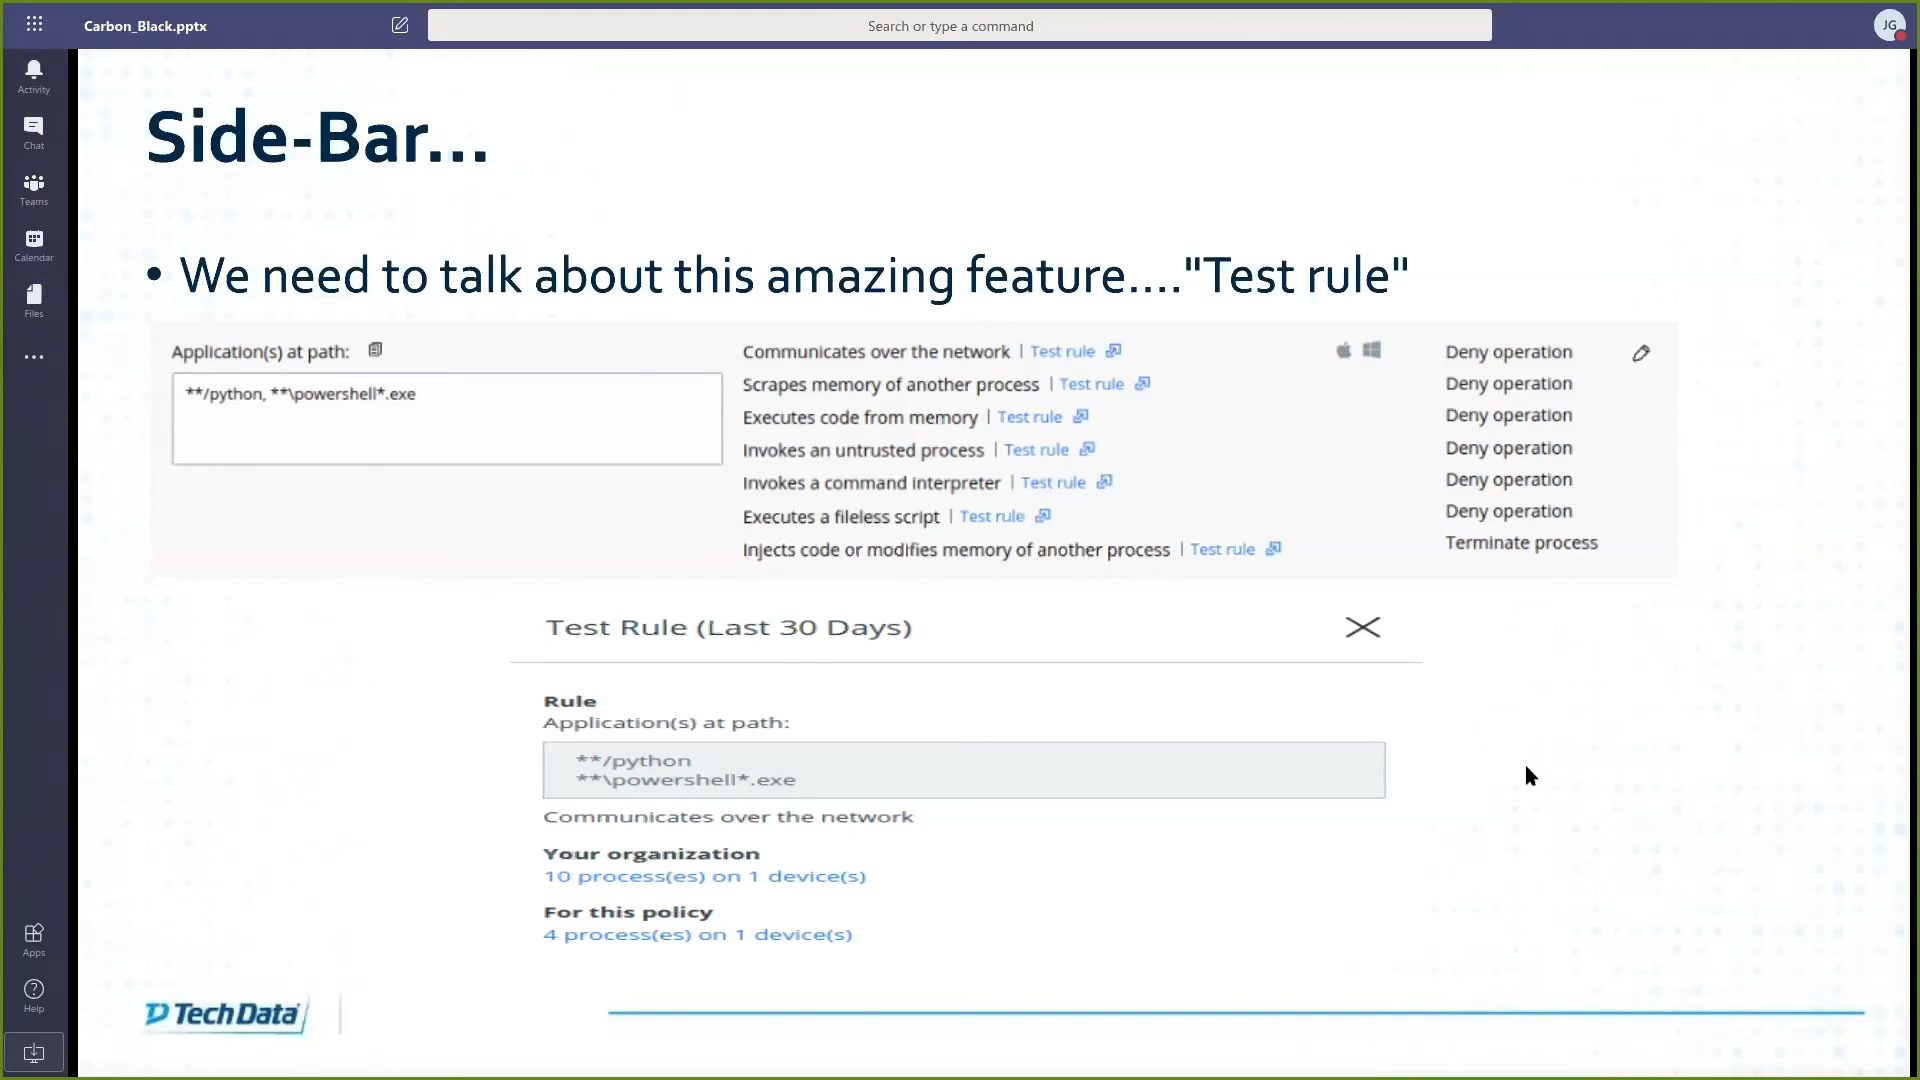 Carbon_Black.pptx
Search or type a command
JG
Activity
Chat
Teams
Calendar
Files
Apps
Help
Side-Bar...
• We need to talk about this amazing feature...."Test rule"
Application(s) at path:
**/python, **\powershell*.exe
Communicates over the network | Test rule Deny operation
Scrapes memory of another process | Test rule Deny operation
Executes code from memory | Test rule Deny operation
Invokes an untrusted process | Test rule Deny operation
Invokes a command interpreter | Test rule Deny operation
Executes a fileless script | Test rule Deny operation
Injects code or modifies memory of another process | Test rule Terminate process
Test Rule (Last 30 Days)
Rule
Application(s) at path:
**/python
**\powershell*.exe
Communicates over the network
Your organization
10 process(es) on 1 device(s)
For this policy
4 process(es) on 1 device(s)
Tech Data